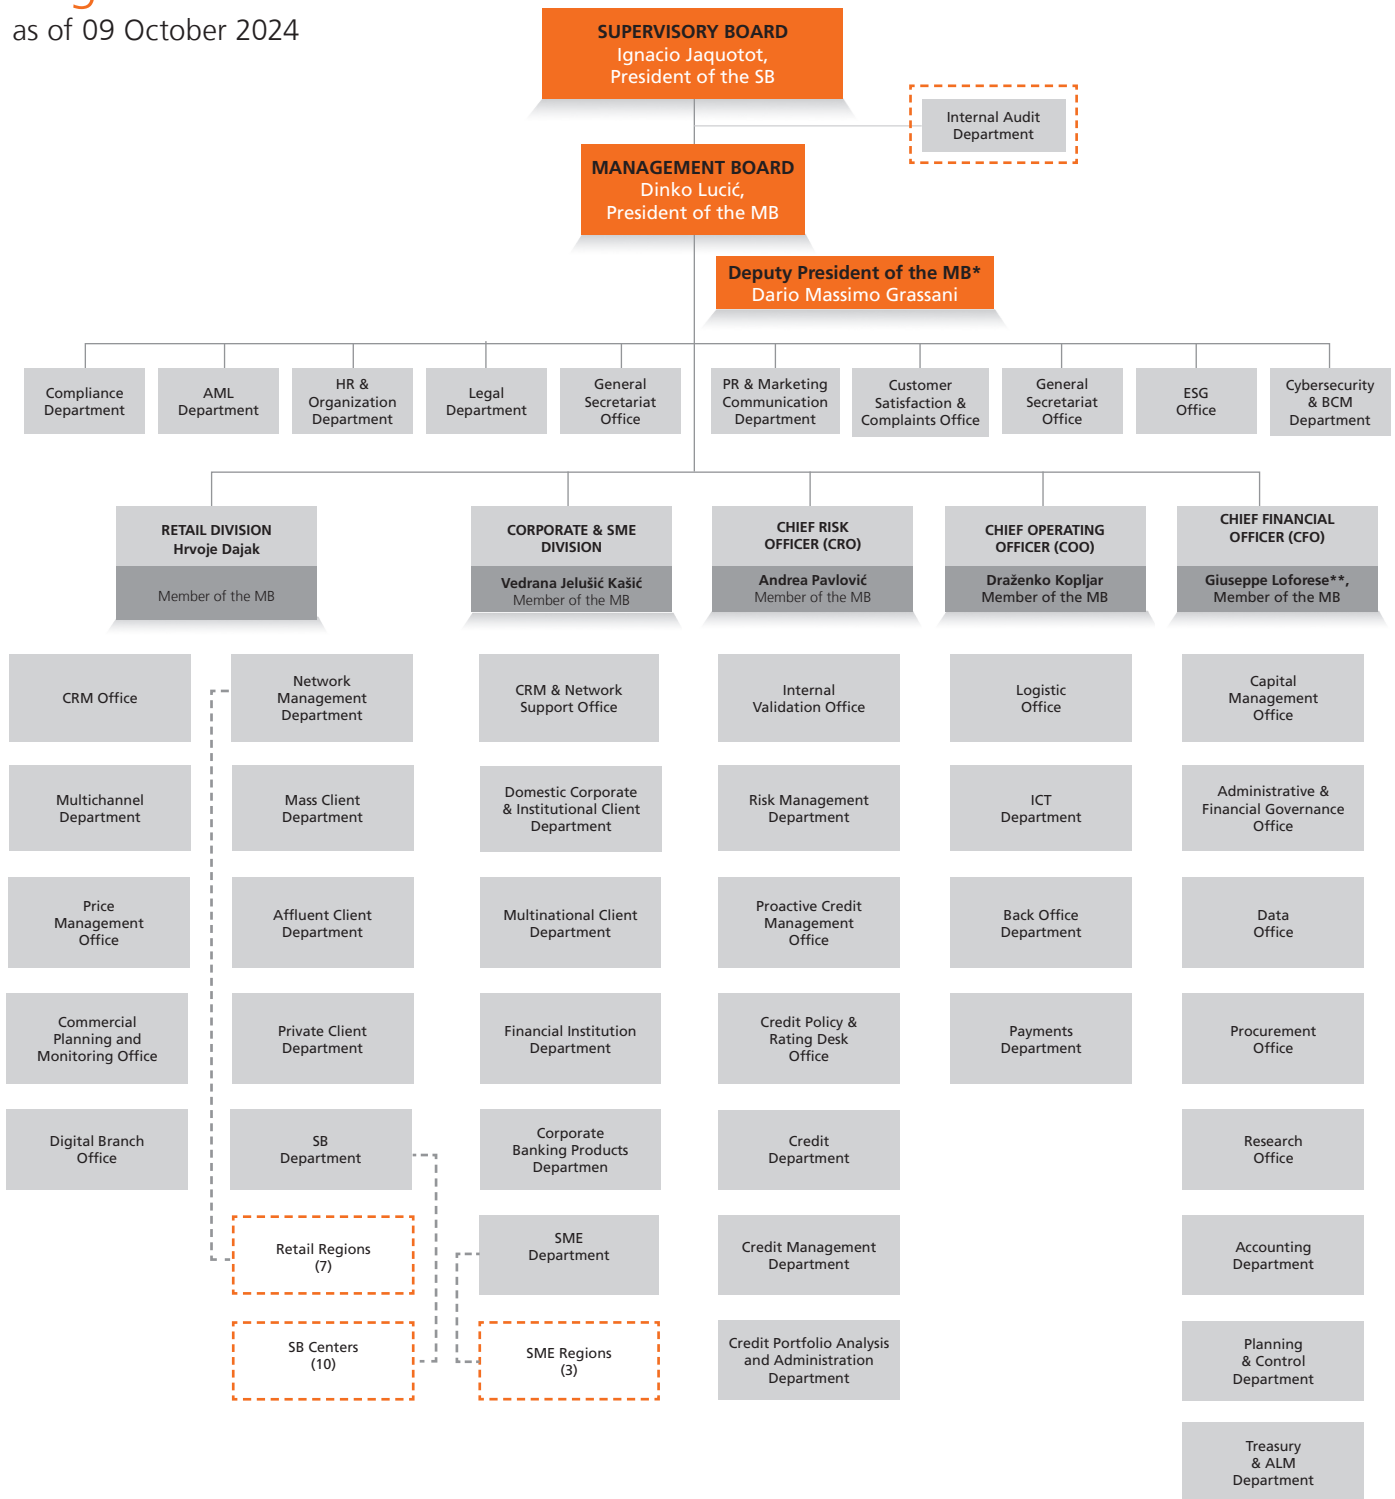 as of 09 October 2024
SUPERVISORY BOARD
Ignacio Jaquotot,
President of the SB
Internal Audit
Department
MANAGEMENT BOARD
Dinko Lucić,
President of the MB
Deputy President of the MB*
Dario Massimo Grassani
Compliance
Department
AML
Department
HR &
Organization
Department
Legal
Department
General
Secretariat
Office
PR & Marketing
Communication
Department
Customer
Satisfaction &
Complaints Office
General
Secretariat
Office
ESG
Office
Cybersecurity
& BCM
Department
RETAIL DIVISION
Hrvoje Dajak
Member of the MB
CORPORATE & SME
DIVISION
Vedrana Jelušić Kašić
Member of the MB
CHIEF RISK
OFFICER (CRO)
Andrea Pavlović
Member of the MB
CHIEF OPERATING
OFFICER (COO)
Draženko Kopljar
Member of the MB
CHIEF FINANCIAL
OFFICER (CFO)
Giuseppe Loforese**,
Member of the MB
CRM Office
Multichannel
Department
Price
Management
Office
Commercial
Planning and
Monitoring Office
Digital Branch
Office
Network
Management
Department
Mass Client
Department
Affluent Client
Department
Private Client
Department
SB
Department
Retail Regions
(7)
SB Centers
(10)
CRM & Network
Support Office
Domestic Corporate
& Institutional Client
Department
Multinational Client
Department
Financial Institution
Department
Corporate
Banking Products
Departmen
SME
Department
SME Regions
(3)
Internal
Validation Office
Risk Management
Department
Proactive Credit
Management
Office
Credit Policy &
Rating Desk
Office
Credit
Department
Credit Management
Department
Credit Portfolio Analysis
and Administration
Department
Logistic
Office
ICT
Department
Back Office
Department
Payments
Department
Capital
Management
Office
Administrative &
Financial Governance
Office
Data
Office
Procurement
Office
Research
Office
Accounting
Department
Planning
& Control
Department
Treasury
& ALM
Department